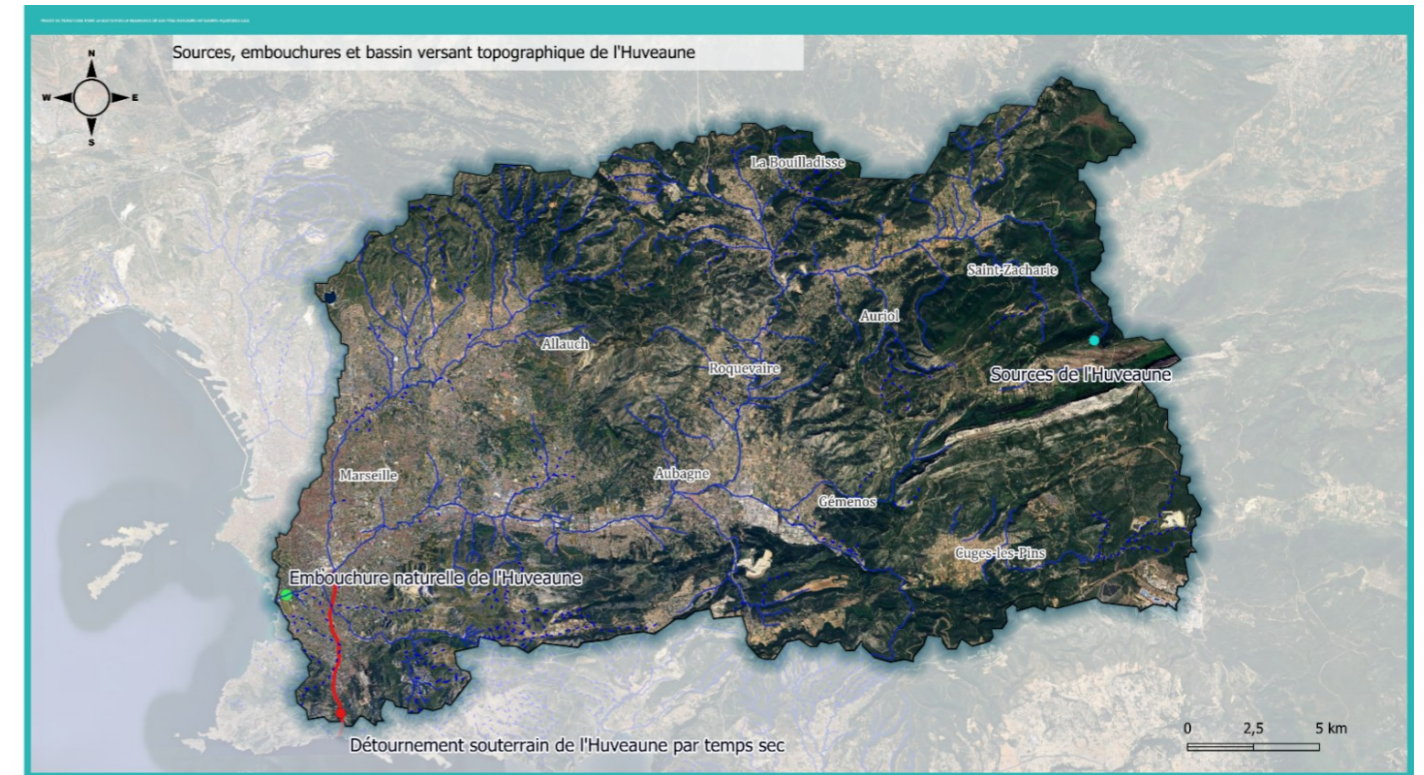 Sources, embouchures et bassin versant topographique de l'Huveaune
N
W E
S
La Bouilladisse
Saint-Zacharie
Auriol
Allauch
Roquevaire
Sources de l'Huveaune
Marseille
Aubagne
Gémenos
Cuges-les-Pins
Embouchure naturelle de l'Huveaune
0 2,5 5 km
Détournement souterrain de l'Huveaune par temps sec